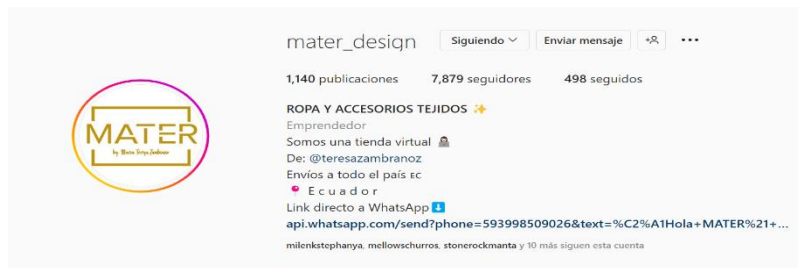 mater_design Siguiendo Enviar mensaje
1,140 publicaciones 7,879 seguidores 498 seguidos
ROPA Y ACCESORIOS TEJIDOS ✨
Emprendedor
Somos una tienda virtual
De: @teresazambranoz
Envíos a todo el país EC
📍 E c u a d o r
Link directo a WhatsApp ⬇️
api.whatsapp.com/send?phone=593998509026&text=%C2%A1Hola+MATER%21+...
milenkstephanya, mellowschurros, stonerockmanta y 10 más siguen esta cuenta
MATER
by Zambrano